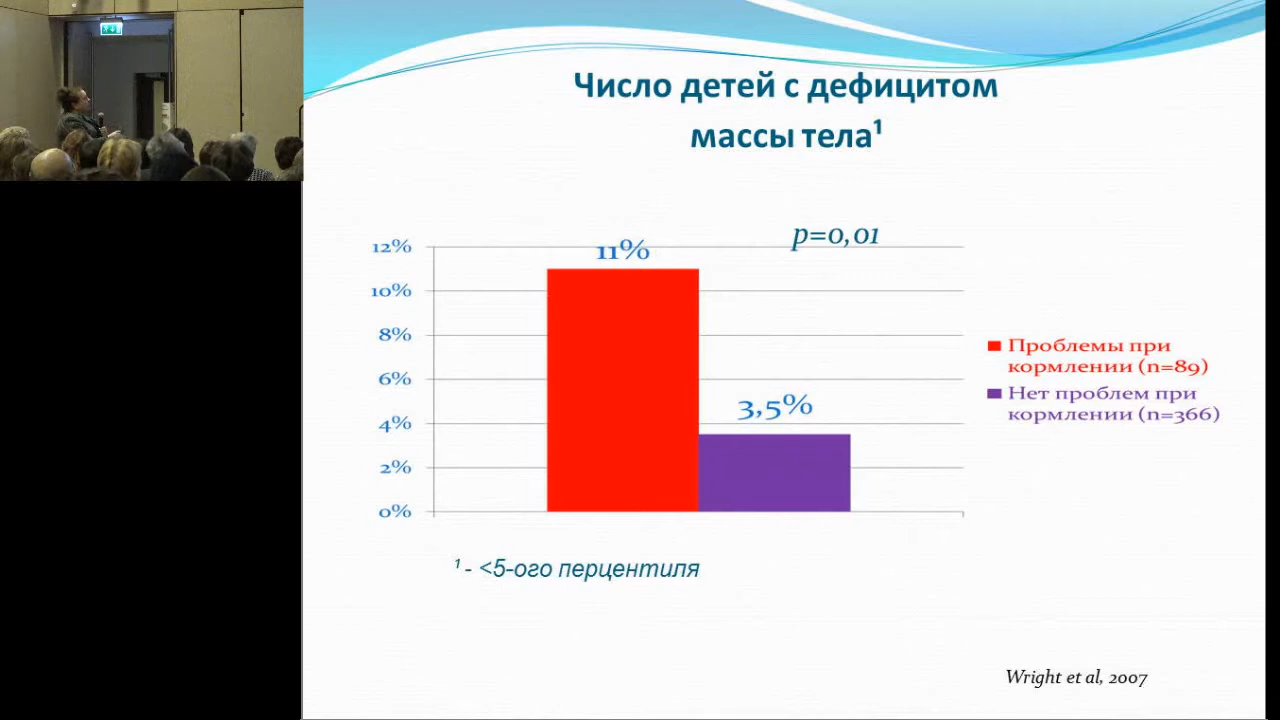 Число детей с дефицитом
массы тела¹
p=0,01
12%
10%
8%
6%
4%
2%
0%
11%
3,5%
Проблемы при
кормлении (n=89)
Нет проблем при
кормлении (n=366)
¹ - <5-ого перцентиля
Wright et al, 2007